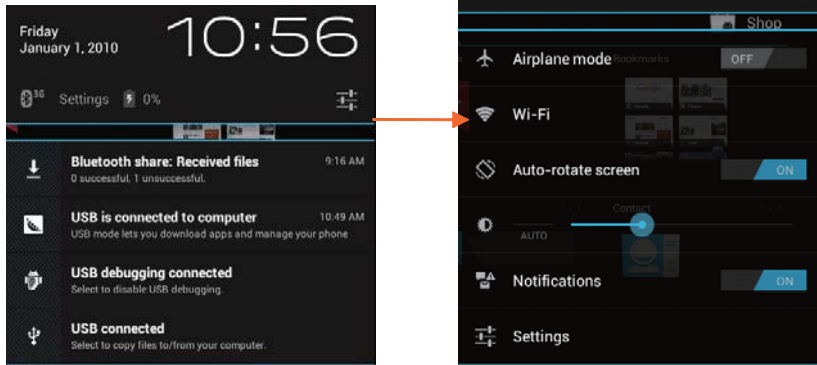 Friday
January 1, 2010
10:56
3G Settings 0%
Bluetooth share: Received files 9:16 AM
0 successful. 1 unsuccessful.
USB is connected to computer 10:49 AM
USB mode lets you download apps and manage your phone
USB debugging connected
Select to disable USB debugging.
USB connected
Select to copy files to/from your computer.
Shop
Airplane mode OFF
Bookmarks
Wi-Fi
Auto-rotate screen ON
Contact
AUTO
Notifications ON
Settings